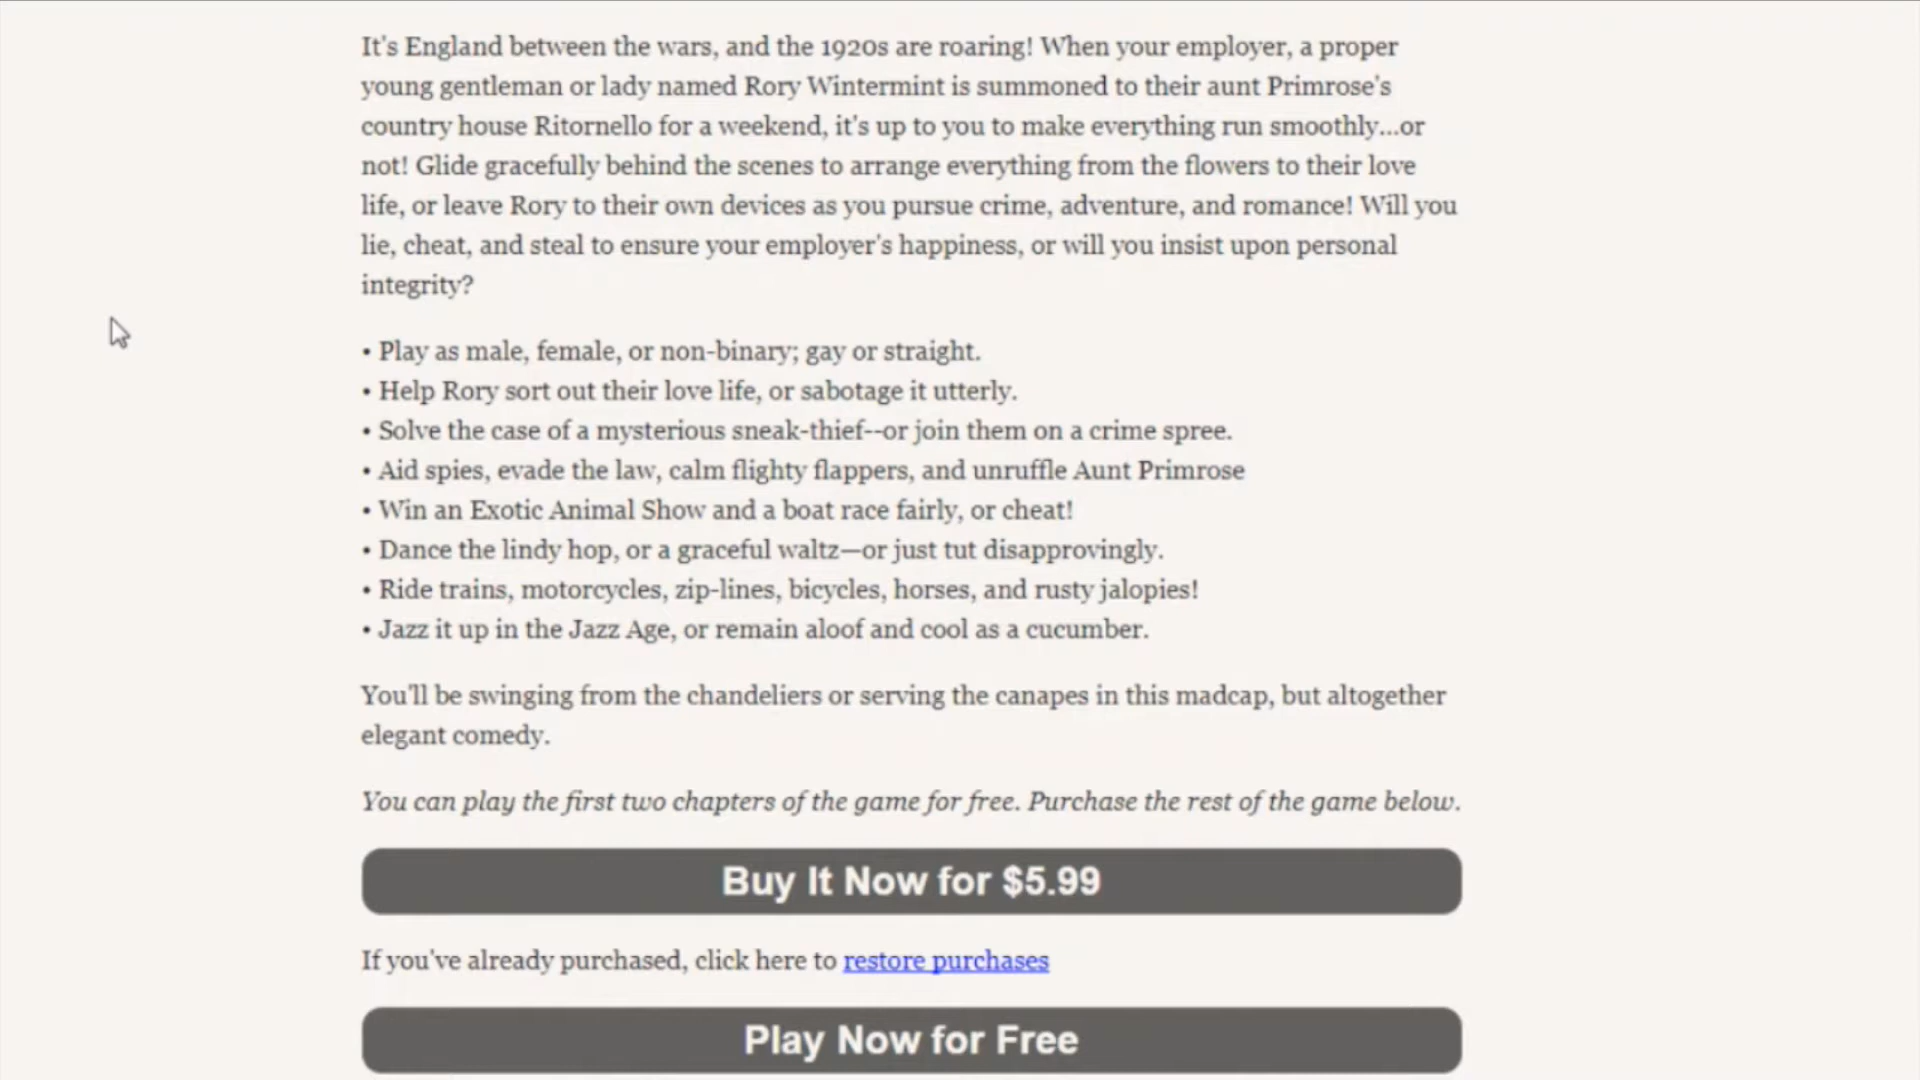 It's England between the wars, and the 1920s are roaring! When your employer, a proper
young gentleman or lady named Rory Wintermint is summoned to their aunt Primrose's
country house Ritornello for a weekend, it's up to you to make everything run smoothly...or
not! Glide gracefully behind the scenes to arrange everything from the flowers to their love
life, or leave Rory to their own devices as you pursue crime, adventure, and romance! Will you
lie, cheat, and steal to ensure your employer's happiness, or will you insist upon personal
integrity?
• Play as male, female, or non-binary; gay or straight.
• Help Rory sort out their love life, or sabotage it utterly.
• Solve the case of a mysterious sneak-thief--or join them on a crime spree.
• Aid spies, evade the law, calm flighty flappers, and unruffle Aunt Primrose
• Win an Exotic Animal Show and a boat race fairly, or cheat!
• Dance the lindy hop, or a graceful waltz—or just tut disapprovingly.
• Ride trains, motorcycles, zip-lines, bicycles, horses, and rusty jalopies!
• Jazz it up in the Jazz Age, or remain aloof and cool as a cucumber.
You'll be swinging from the chandeliers or serving the canapes in this madcap, but altogether
elegant comedy.
You can play the first two chapters of the game for free. Purchase the rest of the game below.
Buy It Now for $5.99
If you've already purchased, click here to restore purchases
Play Now for Free